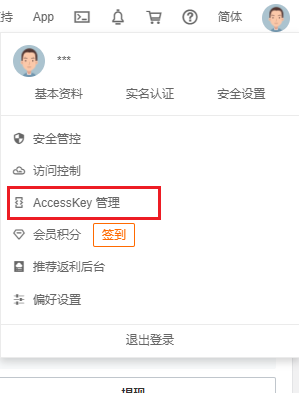 持 App 简体
***
基本资料 实名认证 安全设置
安全管控
访问控制
AccessKey 管理
会员积分 签到
推荐返利后台
偏好设置
退出登录